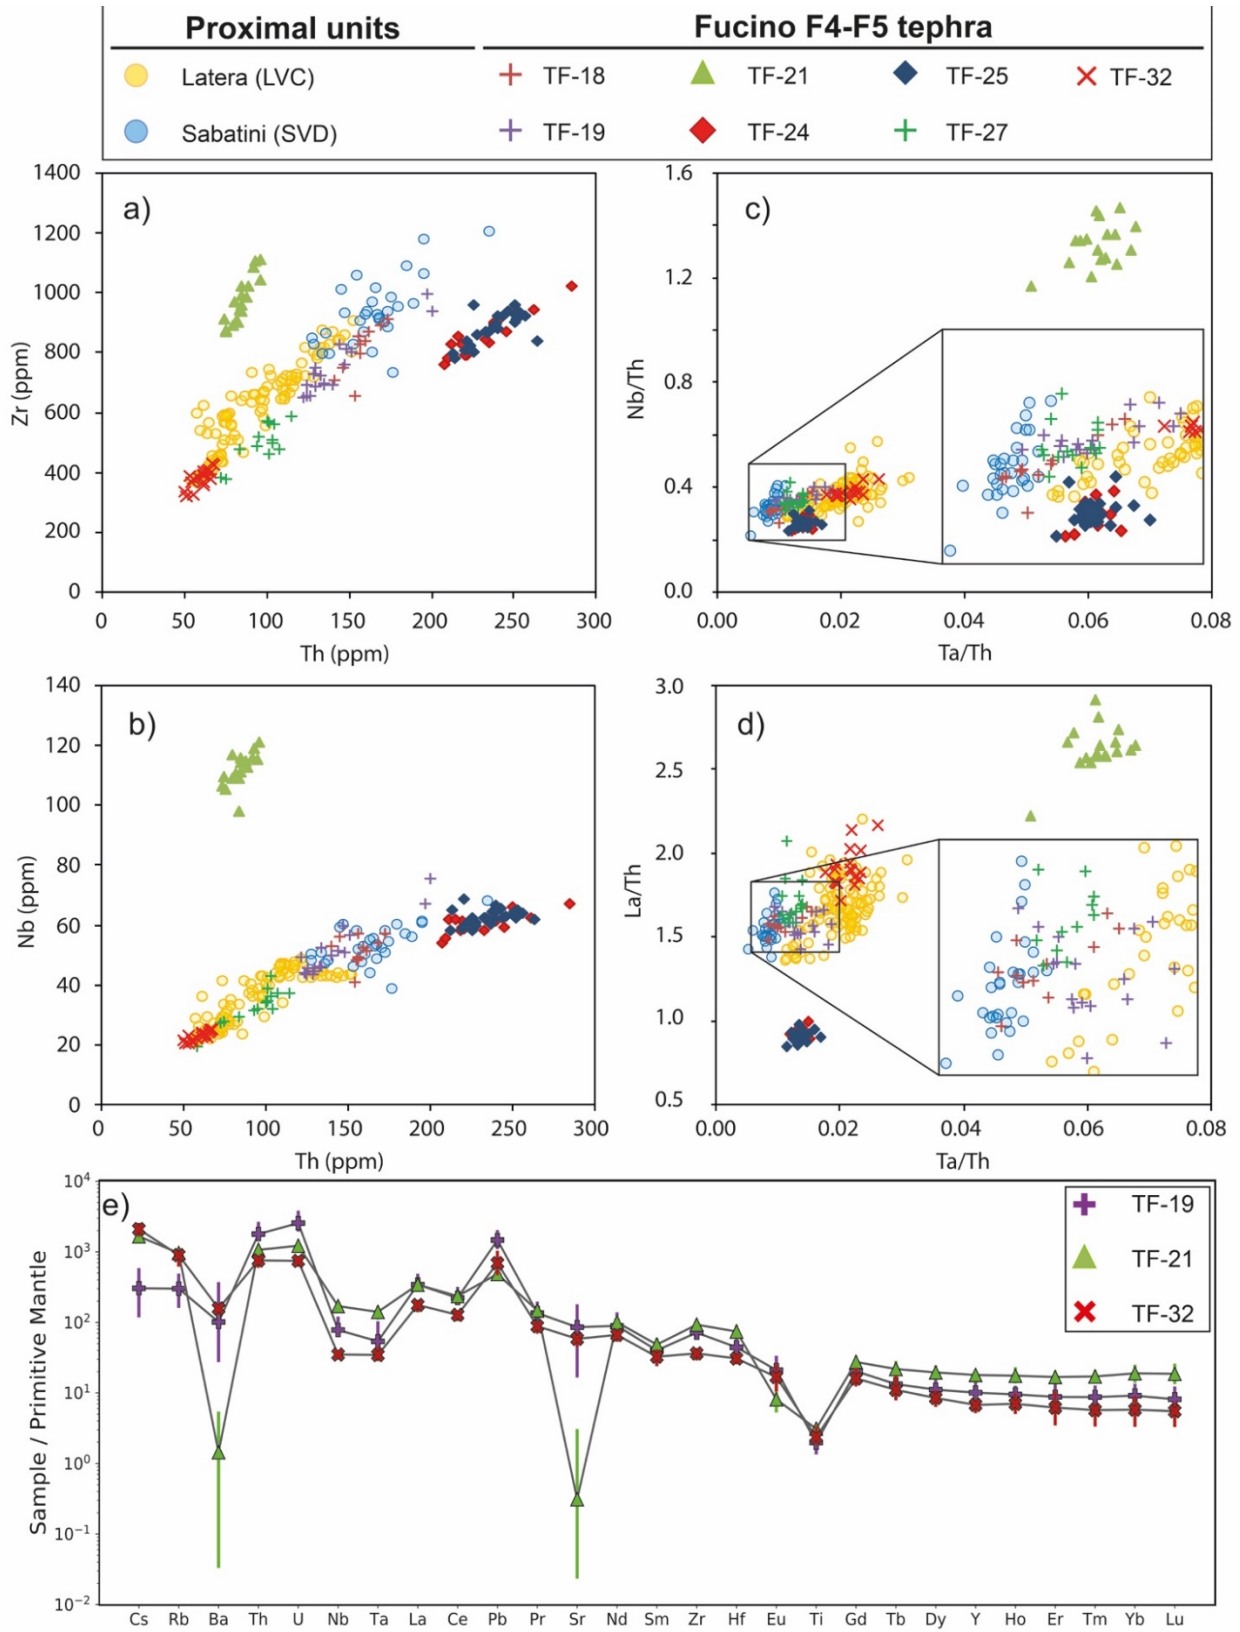 Proximal units Fucino F4-F5 tephra
Latera (LVC) TF-18 TF-21 TF-25 TF-32
Sabatini (SVD) TF-19 TF-24 TF-27
a)
1400
1200
1000
800
600
400
200
0
Zr (ppm)
0 50 100 150 200 250 300
Th (ppm)
c)
1.6
1.2
0.8
0.4
0.0
Nb/Th
0.00 0.02 0.04 0.06 0.08
Ta/Th
b)
140
120
100
80
60
40
20
0
Nb (ppm)
0 50 100 150 200 250 300
Th (ppm)
d)
3.0
2.5
2.0
1.5
1.0
0.5
La/Th
0.00 0.02 0.04 0.06 0.08
Ta/Th
e)
10⁴
10³
10²
10¹
10⁰
10⁻¹
10⁻²
Sample / Primitive Mantle
TF-19
TF-21
TF-32
Cs Rb Ba Th U Nb Ta La Ce Pb Pr Sr Nd Sm Zr Hf Eu Ti Gd Tb Dy Y Ho Er Tm Yb Lu